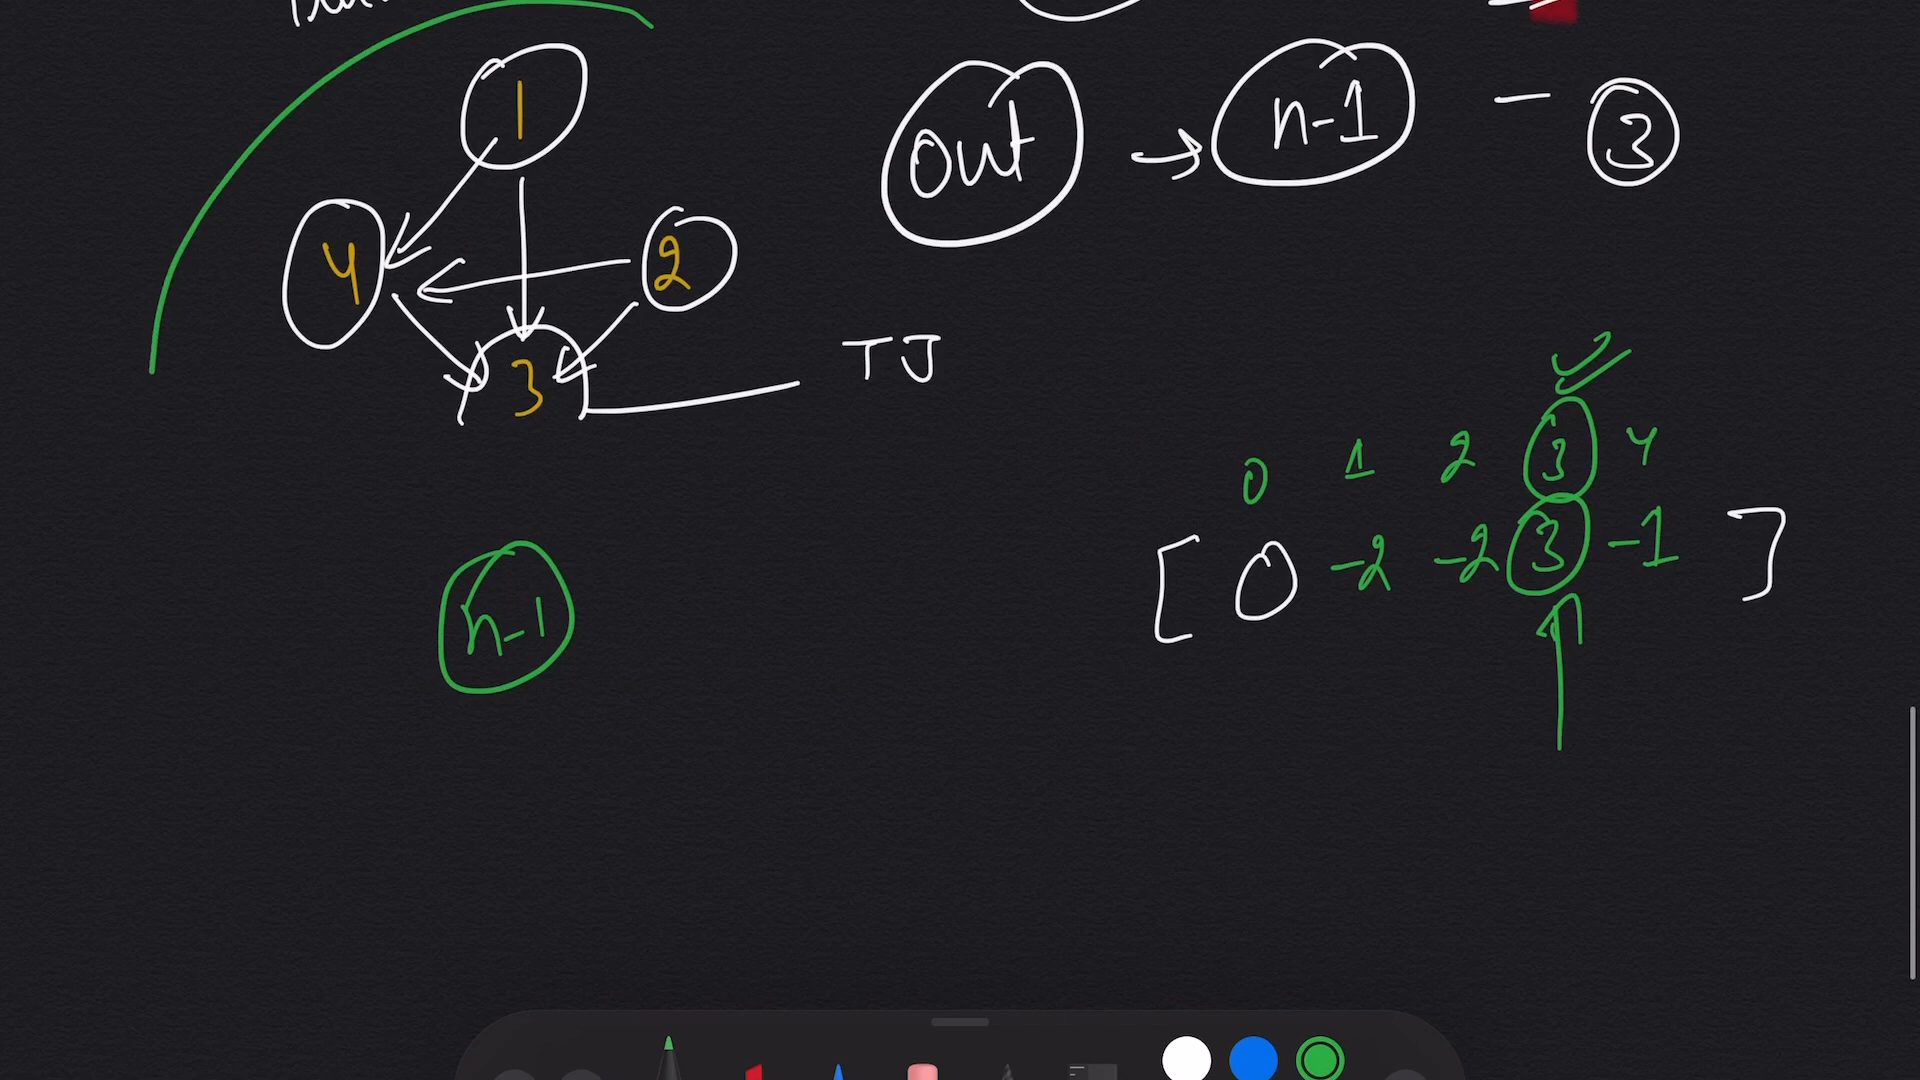 1
out → n-1 - 3
4 2
3 TJ
0 1 2 3 4
[ 0 -2 -2 3 -1 ]
n-1